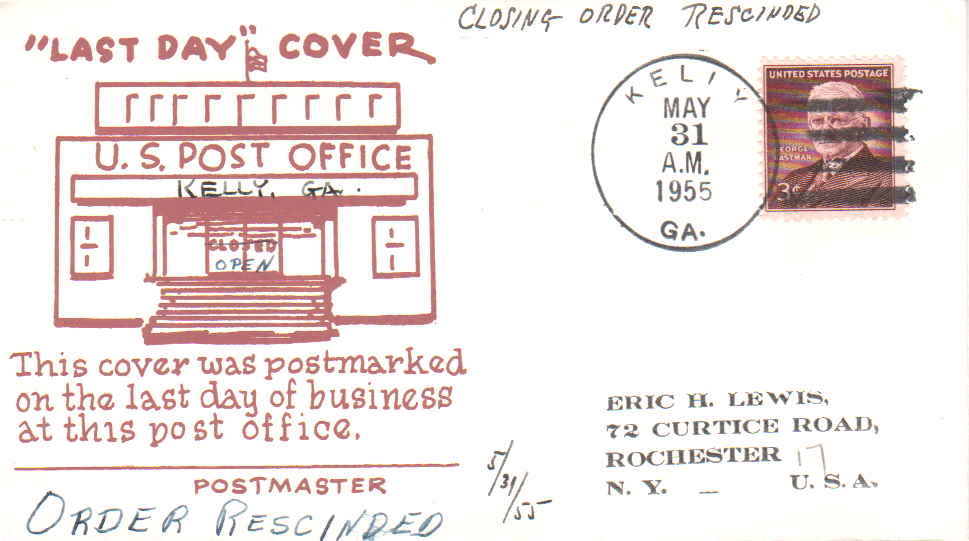 CLOSING ORDER RESCINDED
"LAST DAY" COVER
U.S. POST OFFICE
KELLY, GA.
CLOSED
OPEN
This cover was postmarked
on the last day of business
at this post office.
POSTMASTER
ORDER RESCINDED
5/31/55
KELLY
MAY
31
A.M.
1955
GA.
UNITED STATES POSTAGE
GEORGE
EASTMAN
3¢
ERIC H. LEWIS,
72 CURTICE ROAD,
ROCHESTER 17
N. Y. — U. S. A.